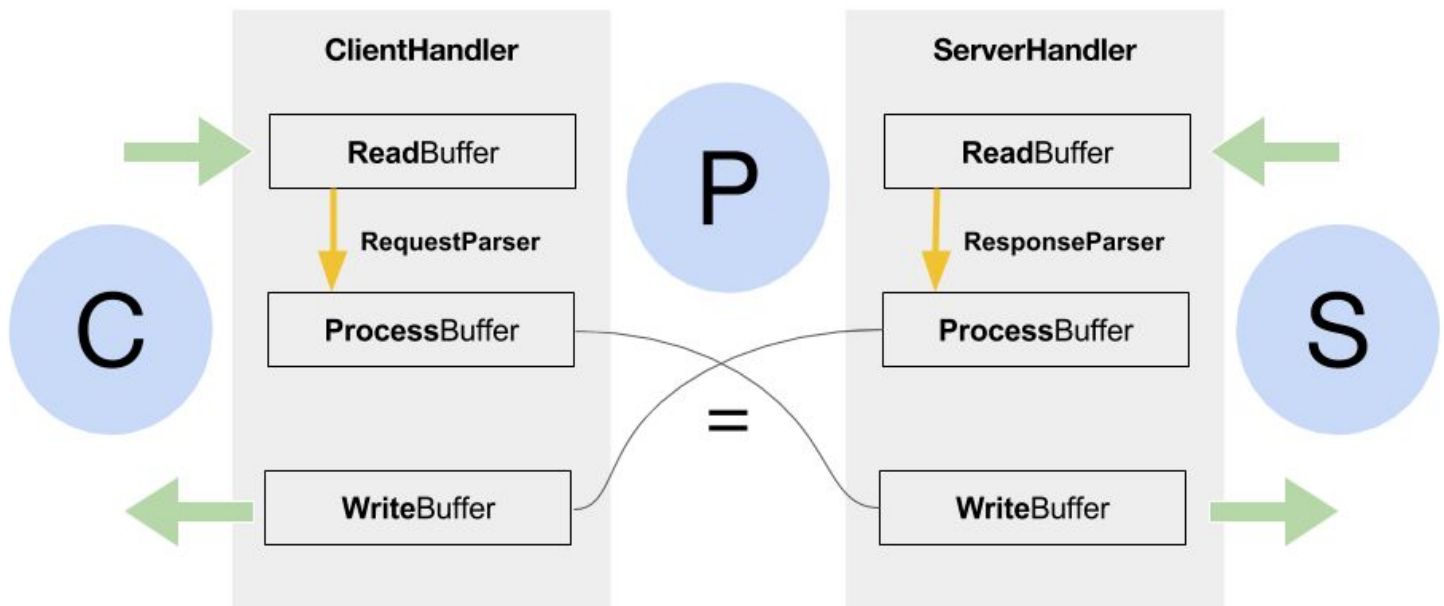 ClientHandler
ServerHandler
ReadBuffer
P
ReadBuffer
RequestParser
ResponseParser
C
ProcessBuffer
ProcessBuffer
S
=
WriteBuffer
WriteBuffer